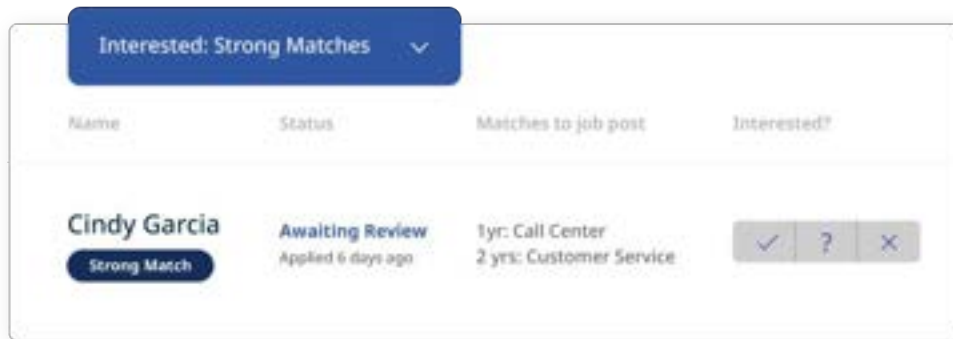 Interested: Strong Matches
Name Status Matches to job post Interested?
Cindy Garcia
Strong Match
Awaiting Review
Applied 6 days ago
1yr: Call Center
2 yrs: Customer Service
?